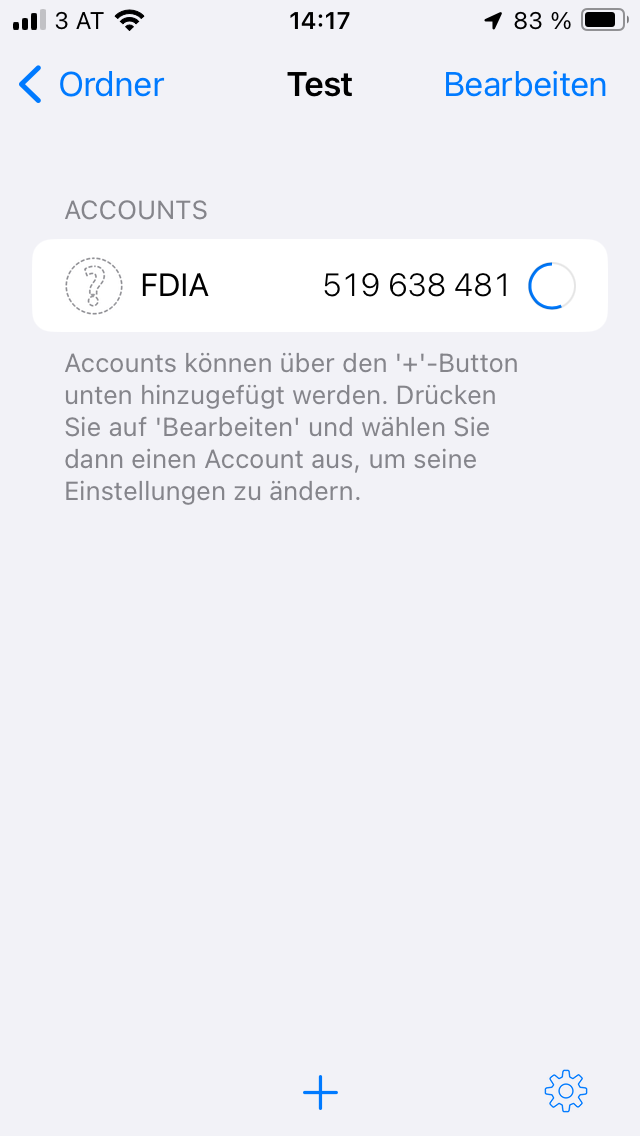 3 AT 14:17 83 %
Ordner Test Bearbeiten
ACCOUNTS
FDIA 519 638 481
Accounts können über den '+'-Button
unten hinzugefügt werden. Drücken
Sie auf 'Bearbeiten' und wählen Sie
dann einen Account aus, um seine
Einstellungen zu ändern.